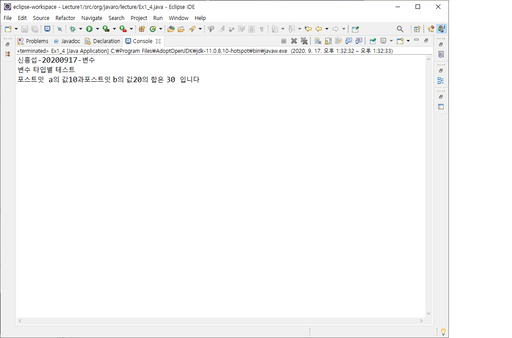 eclipse-workspace - Lecture1/src/org/javaro/lecture/Ex1_4.java - Eclipse IDE
File Edit Source Refactor Navigate Search Project Run Window Help
Problems Javadoc Declaration Console
<terminated> Ex1_4 [Java Application] C:\Program Files\AdoptOpenJDK\jdk-11.0.8.10-hotspot\bin\javaw.exe (2020. 9. 17. 오후 1:32:32 – 오후 1:32:33)
신흥섭-20200917-변수
변수 타입별 테스트
포스트잇 a의 값10과포스트잇 b의 값20의 합은 30 입니다